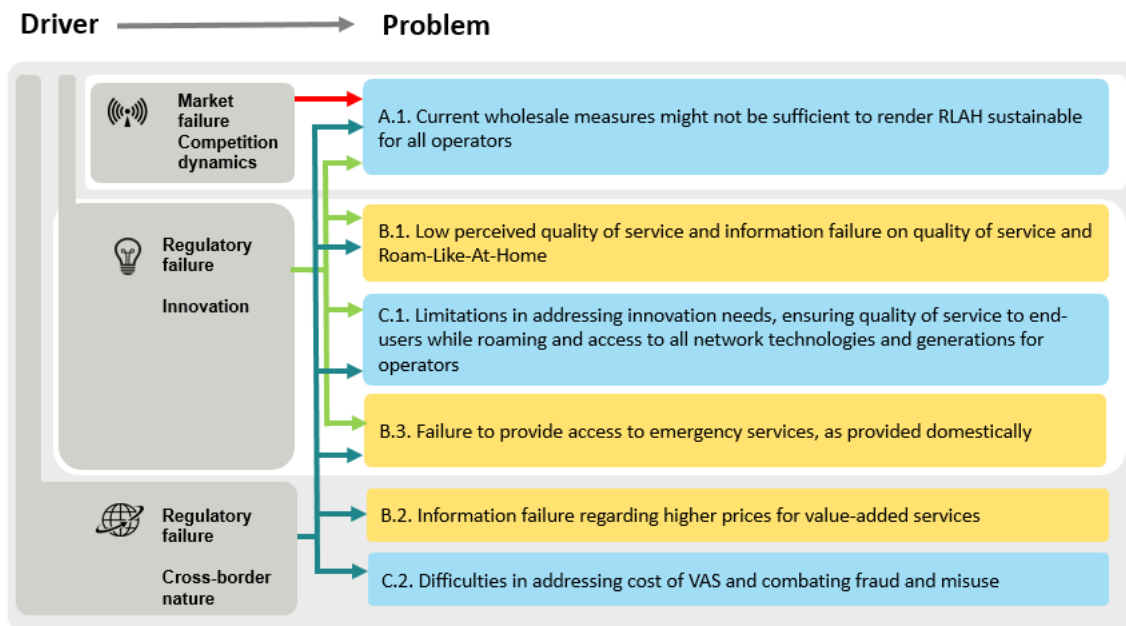 Driver
Problem
Market
failure
Competition
dynamics
A.1. Current wholesale measures might not be sufficient to render RLAH sustainable
for all operators
Regulatory
failure
Innovation
B.1. Low perceived quality of service and information failure on quality of service and
Roam-Like-At-Home
C.1. Limitations in addressing innovation needs, ensuring quality of service to end-
users while roaming and access to all network technologies and generations for
operators
B.3. Failure to provide access to emergency services, as provided domestically
Regulatory
failure
Cross-border
nature
B.2. Information failure regarding higher prices for value-added services
C.2. Difficulties in addressing cost of VAS and combating fraud and misuse